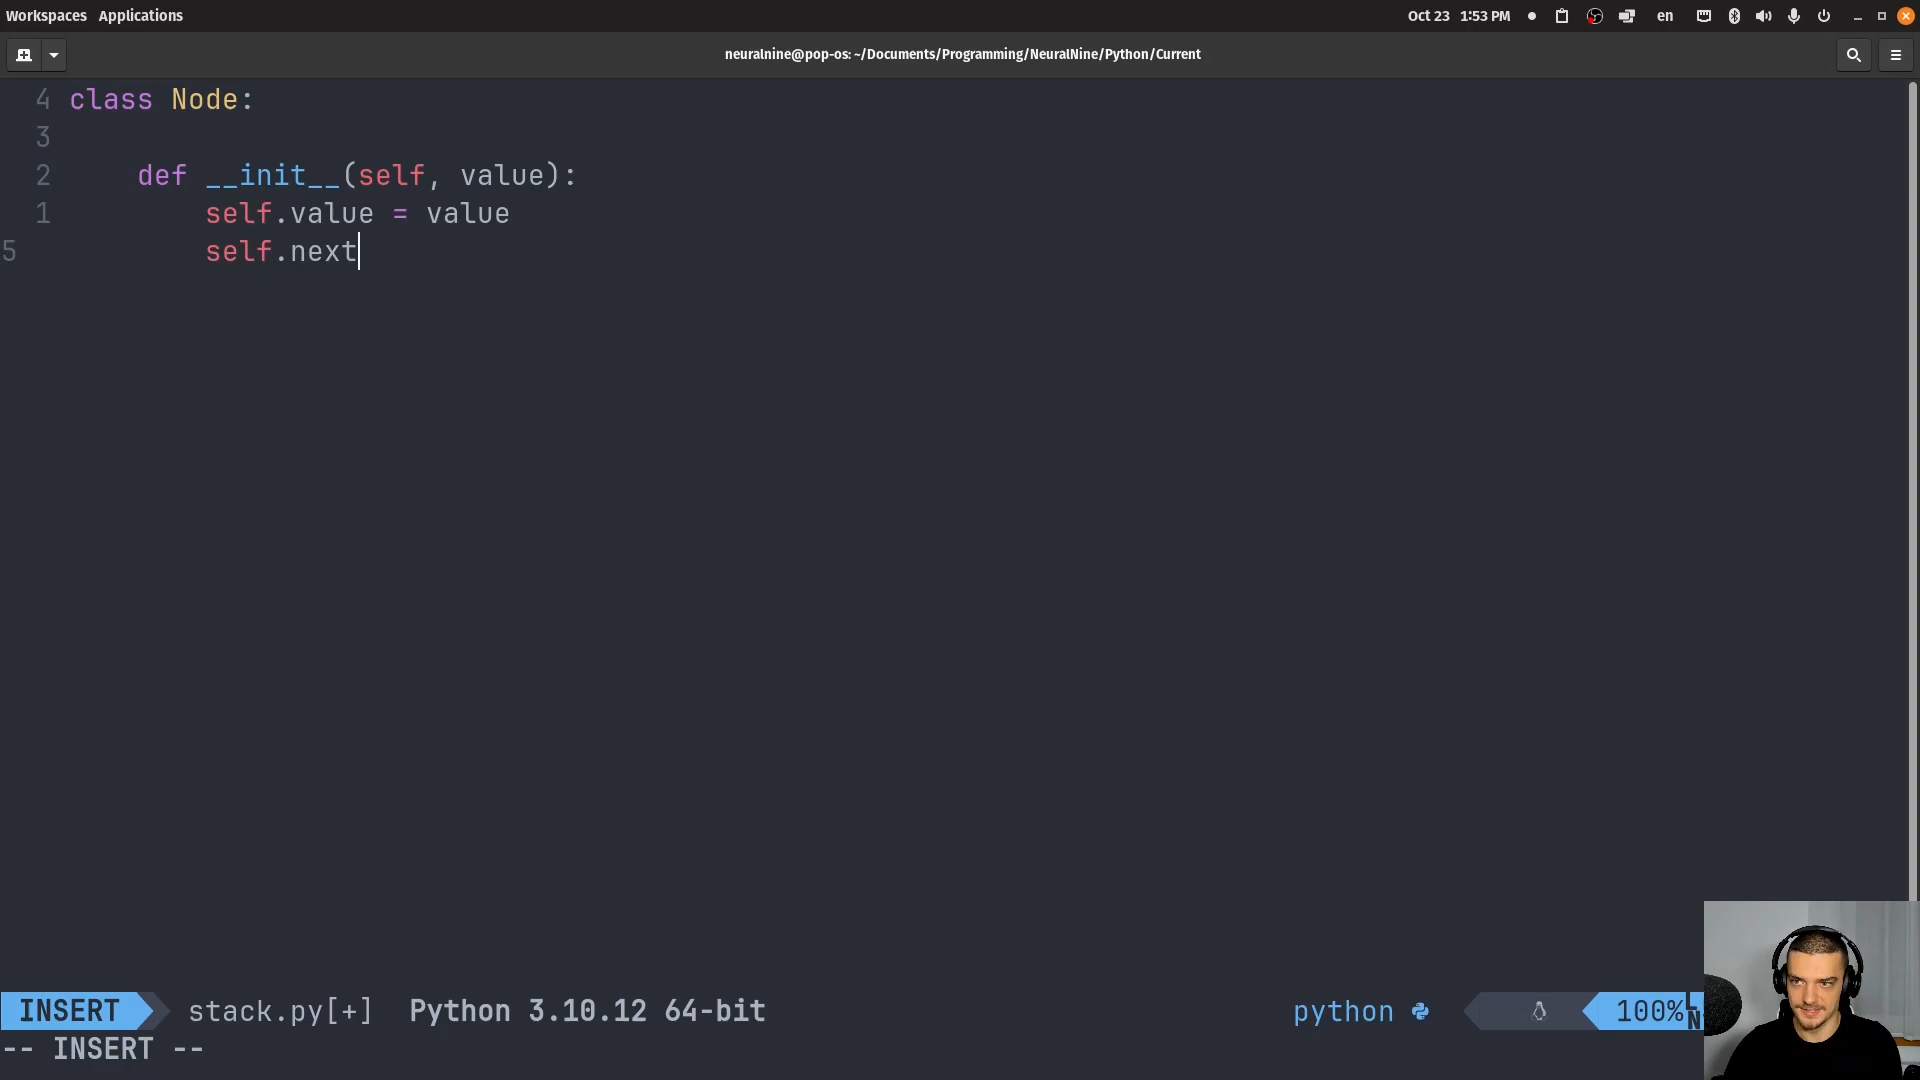 Workspaces Applications
Oct 23 1:53 PM
en
neuralnine@pop-os: ~/Documents/Programming/NeuralNine/Python/Current
4 class Node:
3
2 def __init__(self, value):
1 self.value = value
5 self.next
INSERT stack.py[+] Python 3.10.12 64-bit python 100% LN
-- INSERT --